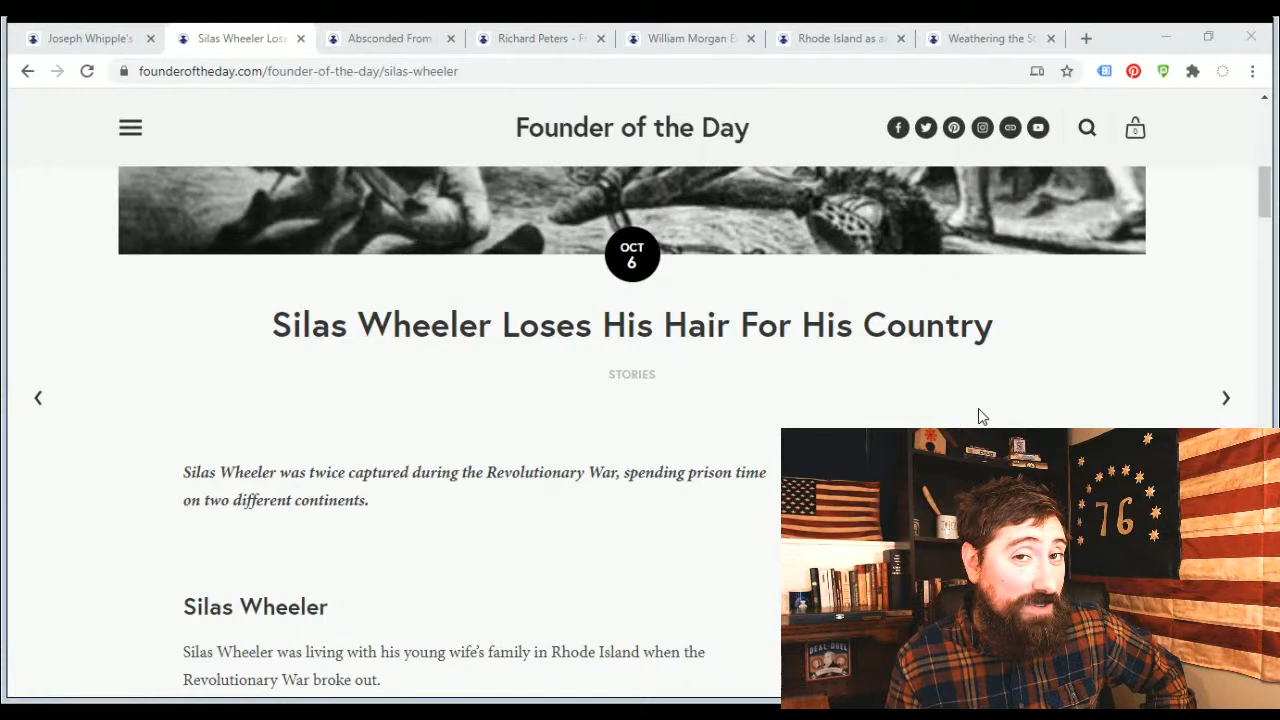 Joseph Whipple's
Silas Wheeler Los
Absconded From
Richard Peters - F
William Morgan E
Rhode Island as a
Weathering the S
founderoftheday.com/founder-of-the-day/silas-wheeler
Founder of the Day
0
OCT
6
Silas Wheeler Loses His Hair For His Country
STORIES
Silas Wheeler was twice captured during the Revolutionary War, spending prison time
on two different continents.
Silas Wheeler
Silas Wheeler was living with his young wife's family in Rhode Island when the
Revolutionary War broke out.
76
DEAL-DUEL